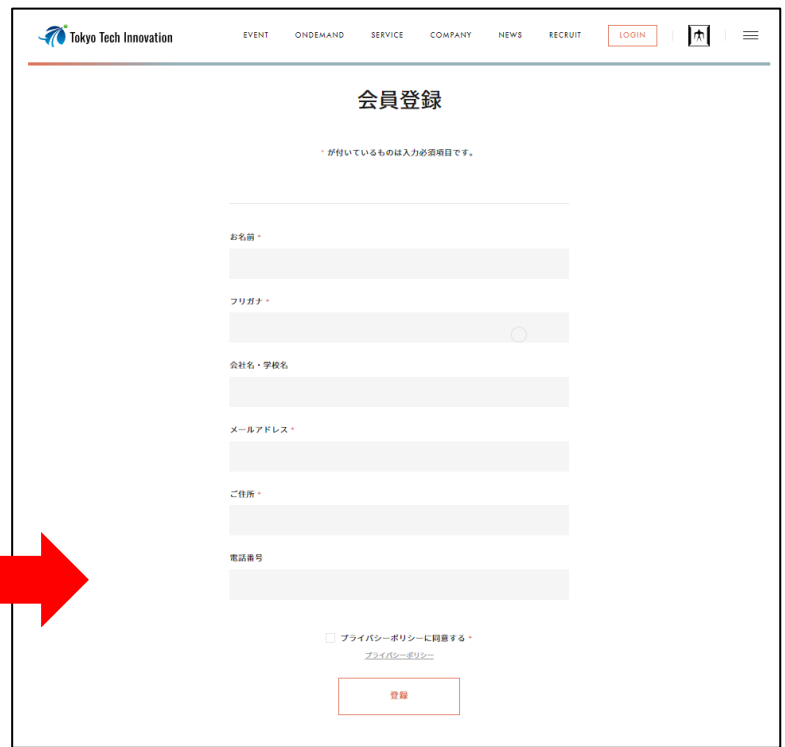 Tokyo Tech Innovation
EVENT ONDEMAND SERVICE COMPANY NEWS RECRUIT LOGIN
会員登録
* が付いているものは入力必須項目です。
お名前 *
フリガナ *
会社名・学校名
メールアドレス *
ご住所 *
電話番号
プライバシーポリシーに同意する *
プライバシーポリシー
登録